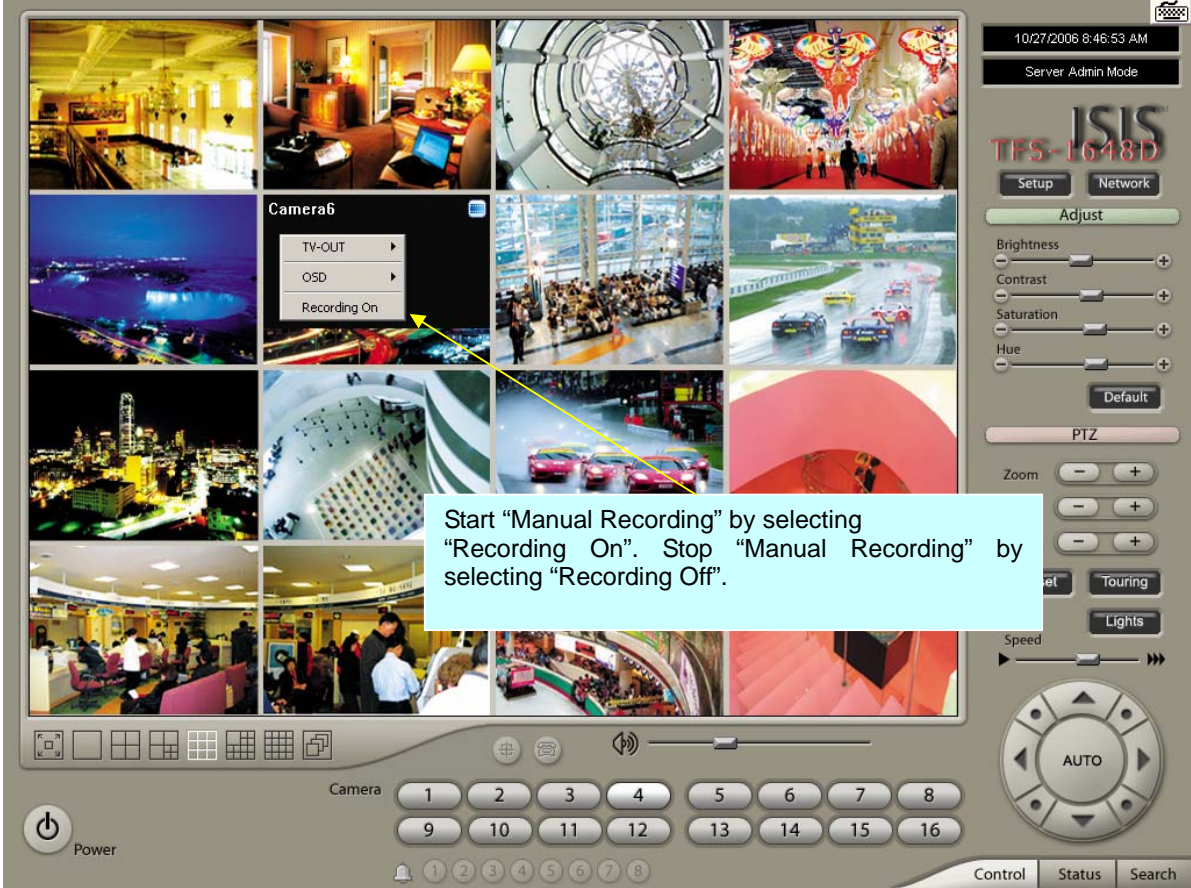 10/27/2006 8:46:53 AM
Server Admin Mode
ISIS
TFS-1648D
Setup Network
Adjust
Brightness
Contrast
Saturation
Hue
Default
PTZ
Zoom
Touring
Lights
Speed
AUTO
Camera6
TV-OUT
OSD
Recording On
Start “Manual Recording” by selecting
“Recording On”. Stop “Manual Recording” by
selecting “Recording Off”.
Camera 1 2 3 4 5 6 7 8
9 10 11 12 13 14 15 16
1 2 3 4 5 6 7 8
Power
Control Status Search